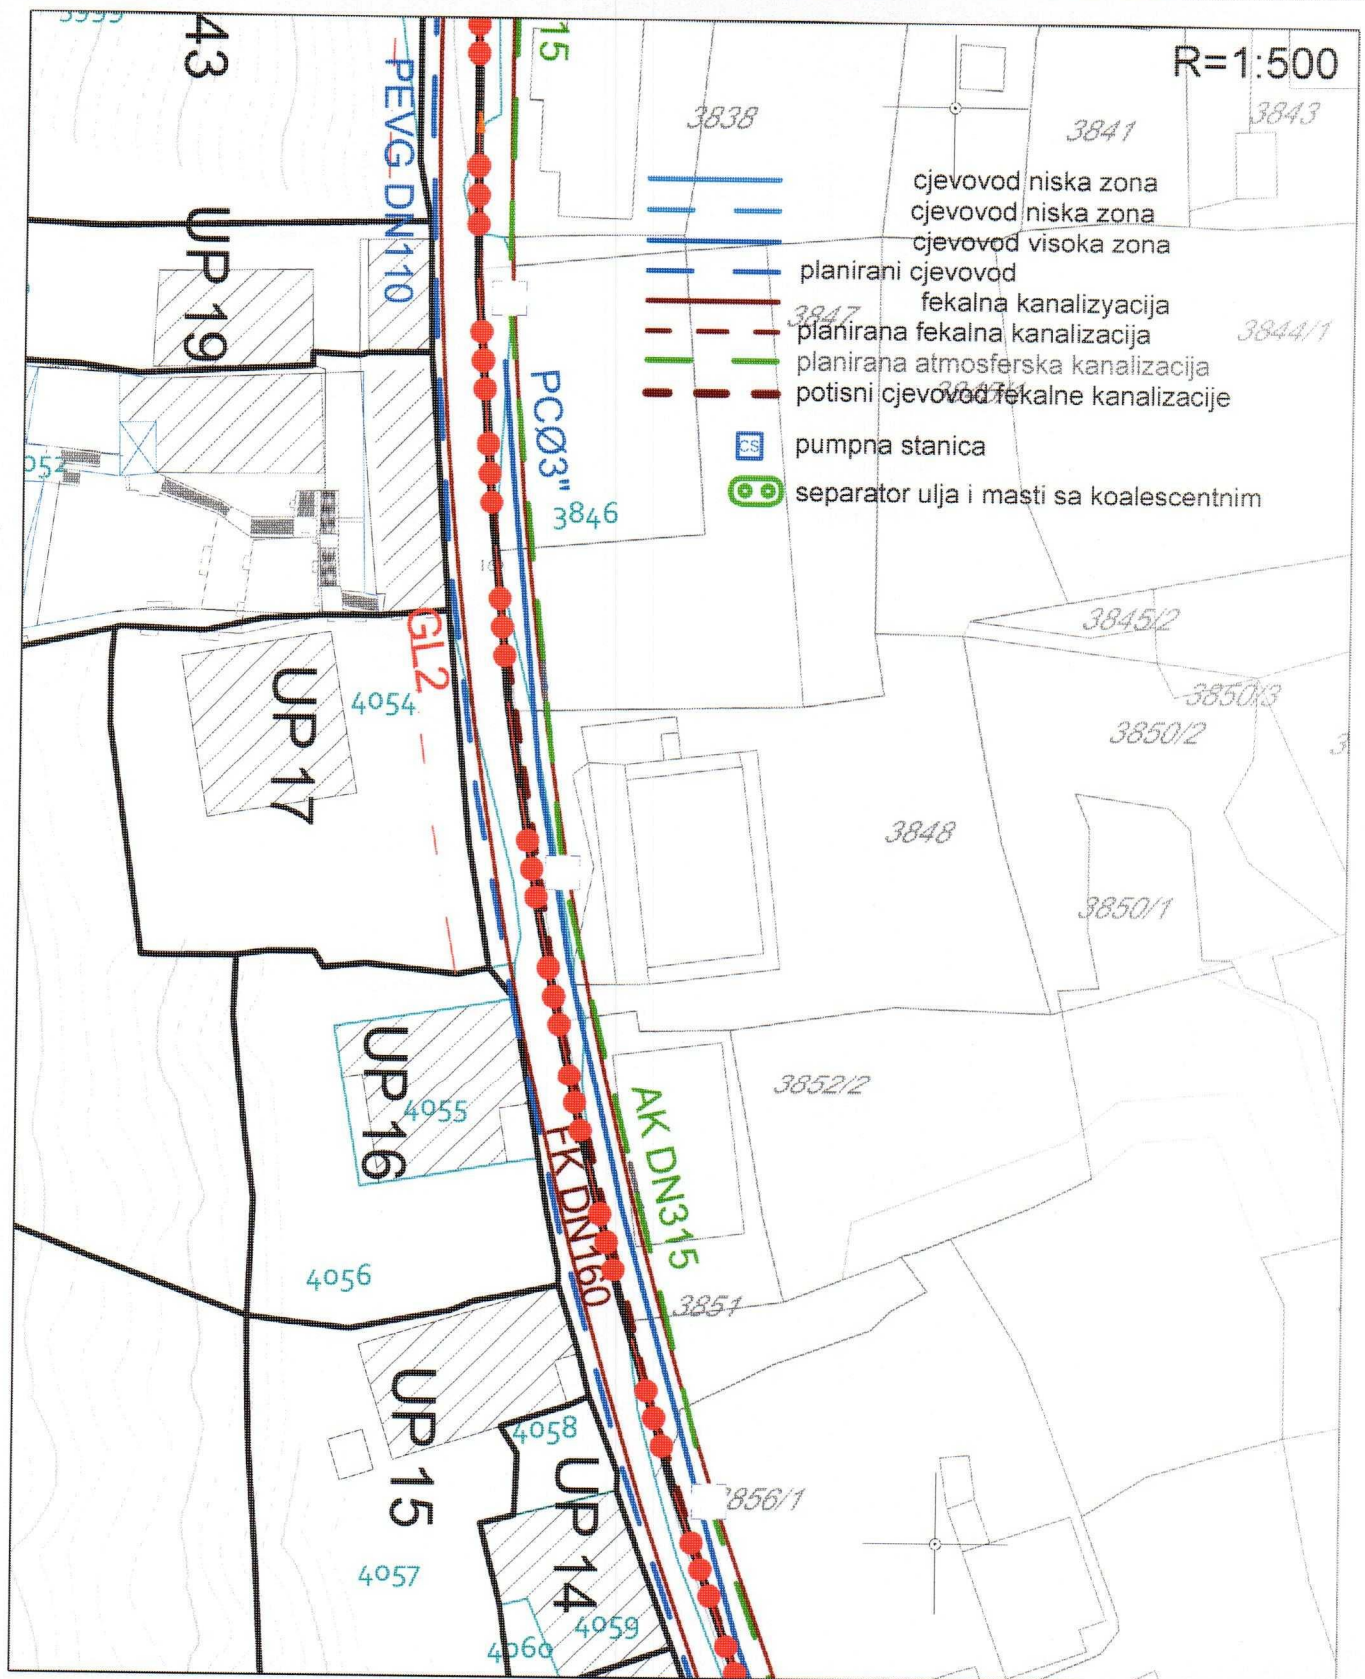 R=1:500
3999
43
15
3838
3841
3843
PEVG DN110
cjevovod niska zona
cjevovod niska zona
cjevovod visoka zona
planirani cjevovod
fekalna kanalizyacija
planirana fekalna kanalizacija
planirana atmosferska kanalizacija
potisni cjevovod fekalne kanalizacije
CS pumpna stanica
separator ulja i masti sa koalescentnim
3847
3844/1
UP 19
PCØ3"
3846
GL2
3845/2
UP 17
4054
3850/3
3850/2
3848
3850/1
UP 16
4055
3852/2
AK DN315
FK DN160
4056
3851
UP 15
4058
UP 14
856/1
4057
4059
4060